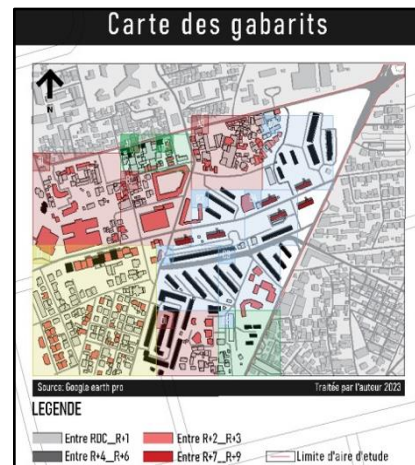 Carte des gabarits
N
Source: Google earth pro
Traitée par l'auteur 2023
LEGENDE
Entre RDC_R+1
Entre R+2_R+3
Entre R+4_R+6
Entre R+7_R+9
Limite d'aire d'etude